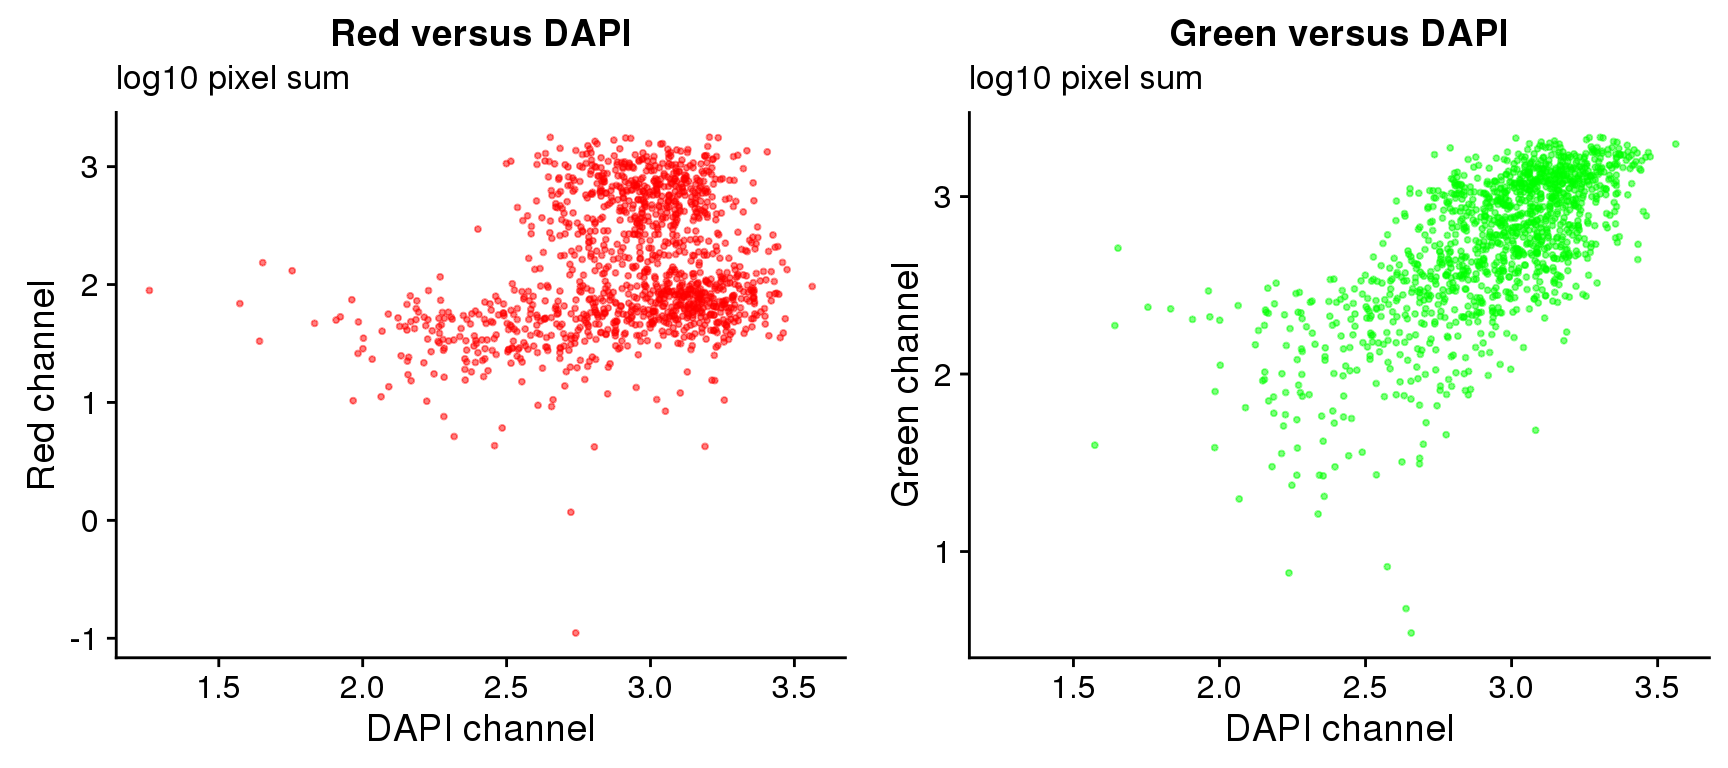 Red versus DAPI
log10 pixel sum
Red channel
3
2
1
0
-1
1.5 2.0 2.5 3.0 3.5
DAPI channel
Green versus DAPI
log10 pixel sum
Green channel
3
2
1
1.5 2.0 2.5 3.0 3.5
DAPI channel